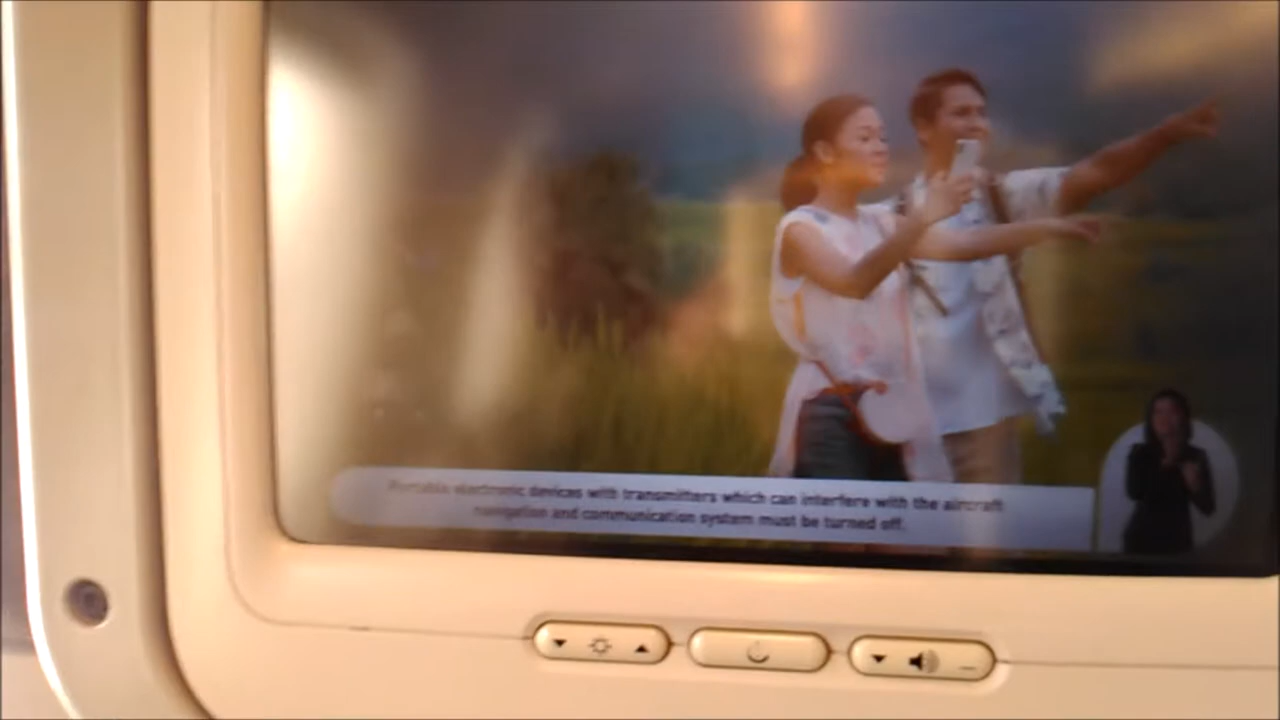 Portable electronic devices with transmitters which can interfere with the aircraft
navigation and communication system must be turned off.